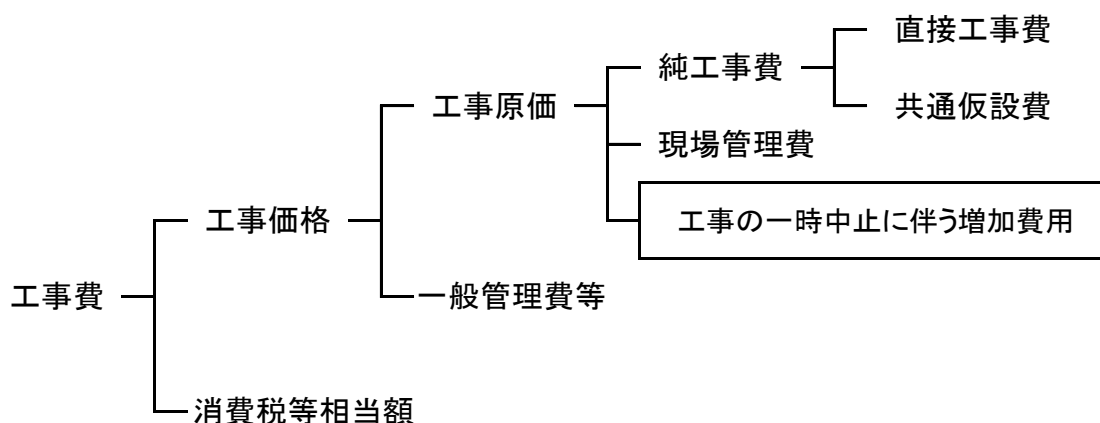 直接工事費
純工事費
工事原価
共通仮設費
現場管理費
工事の一時中止に伴う増加費用
工事価格
工事費
一般管理費等
消費税等相当額